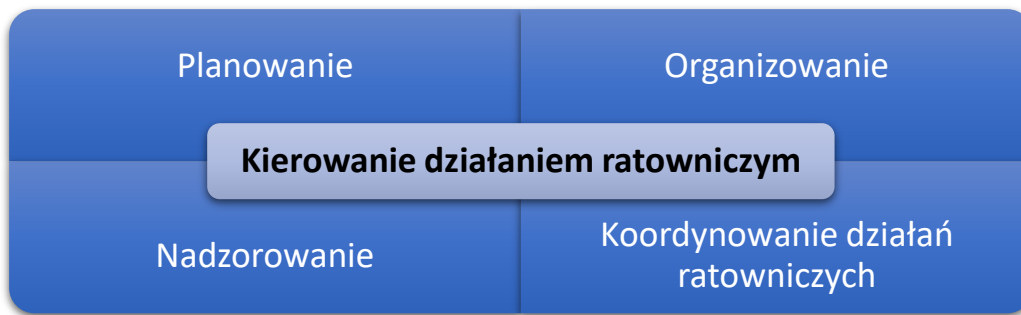 Planowanie
Organizowanie
Kierowanie działaniem ratowniczym
Nadzorowanie
Koordynowanie działań
ratowniczych